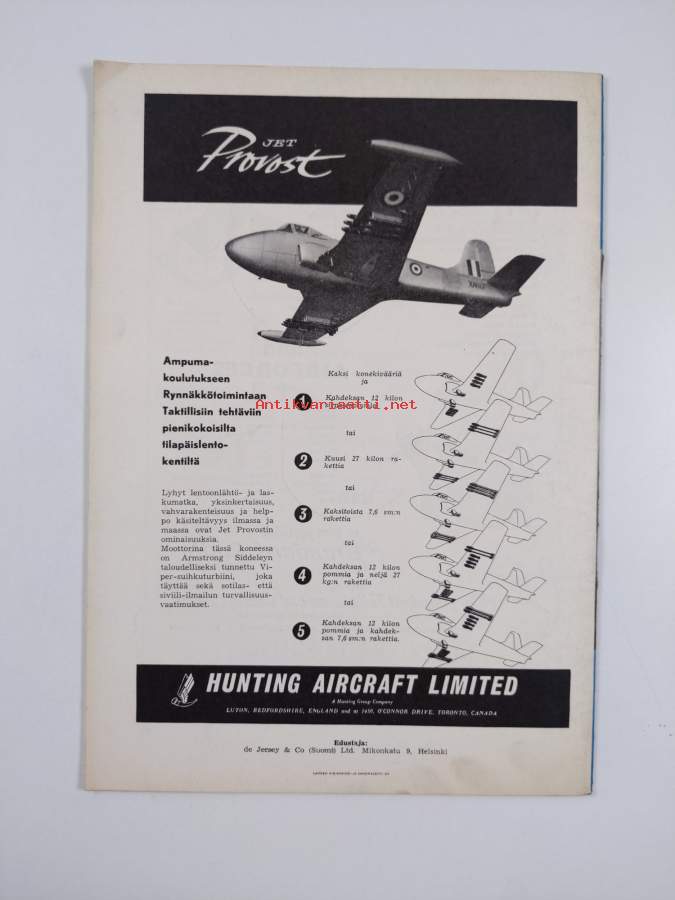 JET
Provost
Ampuma-
koulutukseen
Rynnäkkötoimintaan
Taktillisiin tehtäviin
pienikokoisilta
tilapäislento-
kentiltä
Lyhyt lentoonlähtö- ja las-
kumatka, yksinkertaisuus,
vahvarakenteisuus ja help-
po käsiteltävyys ilmassa ja
maassa ovat Jet Provostin
ominaisuuksia.
Moottorina tässä koneessa
on Armstrong Siddeleyn
taloudelliseksi tunnettu Vi-
per-suihkuturbiini, joka
täyttää sekä sotilas- että
siviili-ilmailun turvallisuus-
vaatimukset.
Kaksi konekivääriä
ja
1 Kahdeksan 12 kilon
Antikvariaatti.net
tai
2 Kuusi 27 kilon ra-
kettia
tai
3 Kaksitoista 7,6 sm:n
rakettia
tai
4 Kahdeksan 12 kilon
pommia ja neljä 27
kg:n rakettia
tai
5 Kahdeksan 12 kilon
pommia ja kahdek-
san 7,6 sm:n rakettia.
HUNTING AIRCRAFT LIMITED
A Hunting Group Company
LUTON, BEDFORDSHIRE, ENGLAND and at 1450, O'CONNOR DRIVE, TORONTO, CANADA
Edustaja:
de Jersey & Co (Suomi) Ltd. Mikonkatu 9, Helsinki